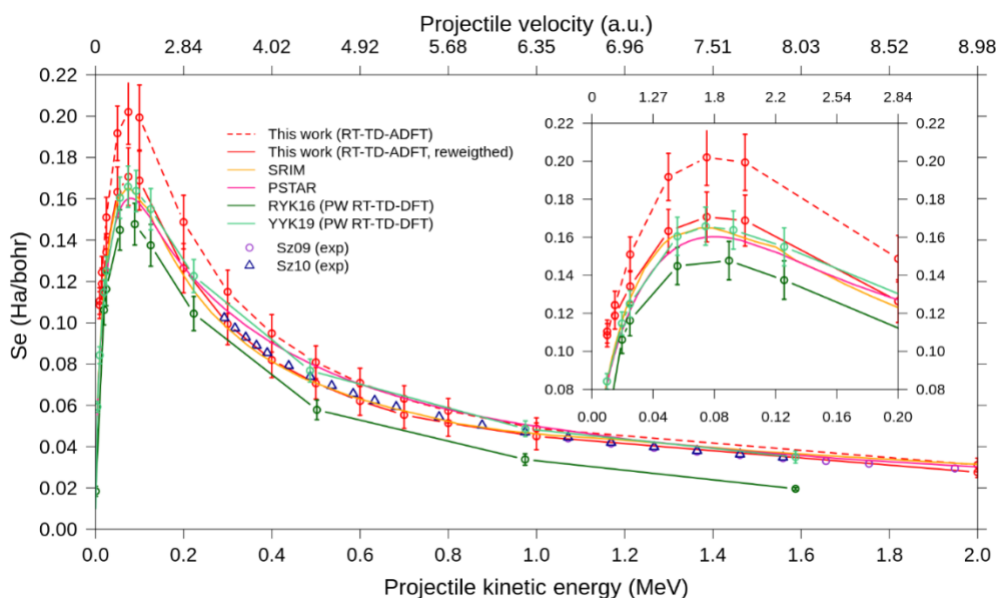 Projectile velocity (a.u.)
0 2.84 4.02 4.92 5.68 6.35 6.96 7.51 8.03 8.52 8.98
Se (Ha/bohr)
0.22
0.20
0.18
0.16
0.14
0.12
0.10
0.08
0.06
0.04
0.02
0.00
This work (RT-TD-ADFT)
This work (RT-TD-ADFT, reweigthed)
SRIM
PSTAR
RYK16 (PW RT-TD-DFT)
YYK19 (PW RT-TD-DFT)
Sz09 (exp)
Sz10 (exp)
0 1.27 1.8 2.2 2.54 2.84
0.22 0.22
0.20 0.20
0.18 0.18
0.16 0.16
0.14 0.14
0.12 0.12
0.10 0.10
0.08 0.08
0.00 0.04 0.08 0.12 0.16 0.20
0.0 0.2 0.4 0.6 0.8 1.0 1.2 1.4 1.6 1.8 2.0
Projectile kinetic energy (MeV)